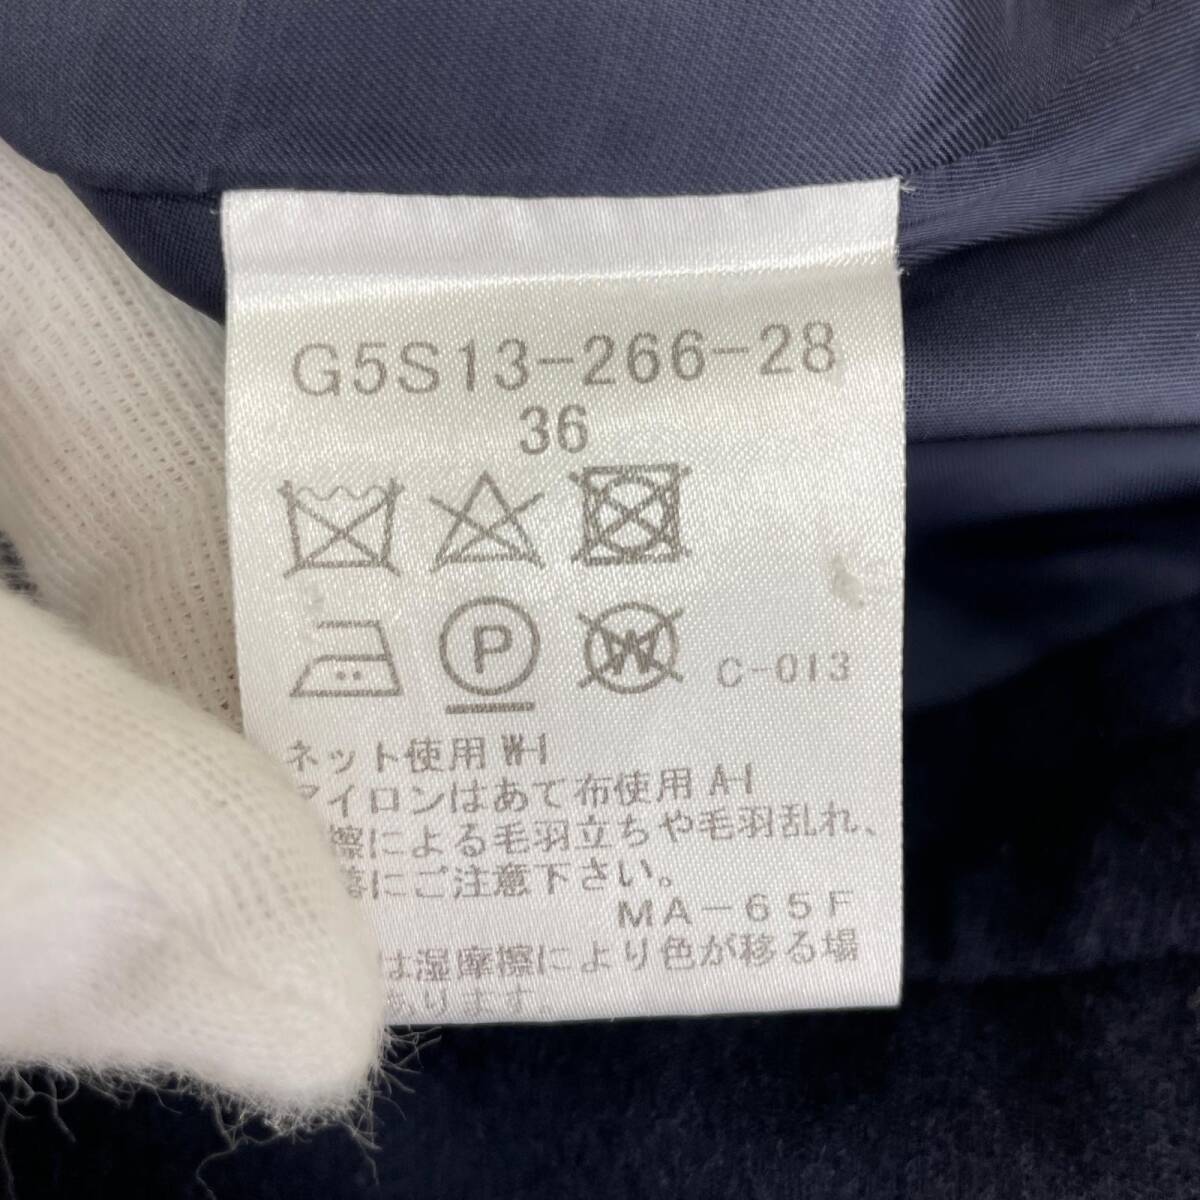 G5S13-266-28
36
P
W
C-013
ネット使用 W-1
アイロンはあて布使用 A-1
擦による毛羽立ちや毛羽乱れ、
にご注意下さい。
MA-65F
は湿摩擦により色が移る場
あります